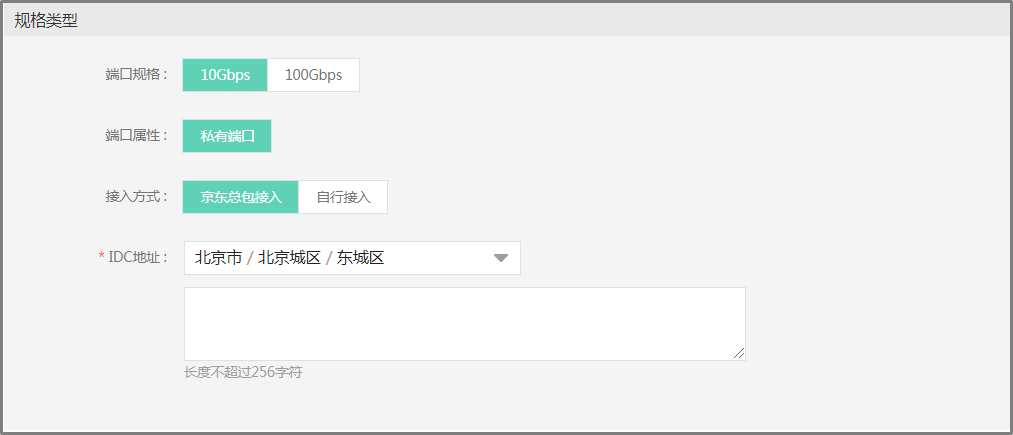 规格类型
端口规格： 10Gbps 100Gbps
端口属性： 私有端口
接入方式： 京东总包接入 自行接入
* IDC地址： 北京市 / 北京城区 / 东城区
长度不超过256字符